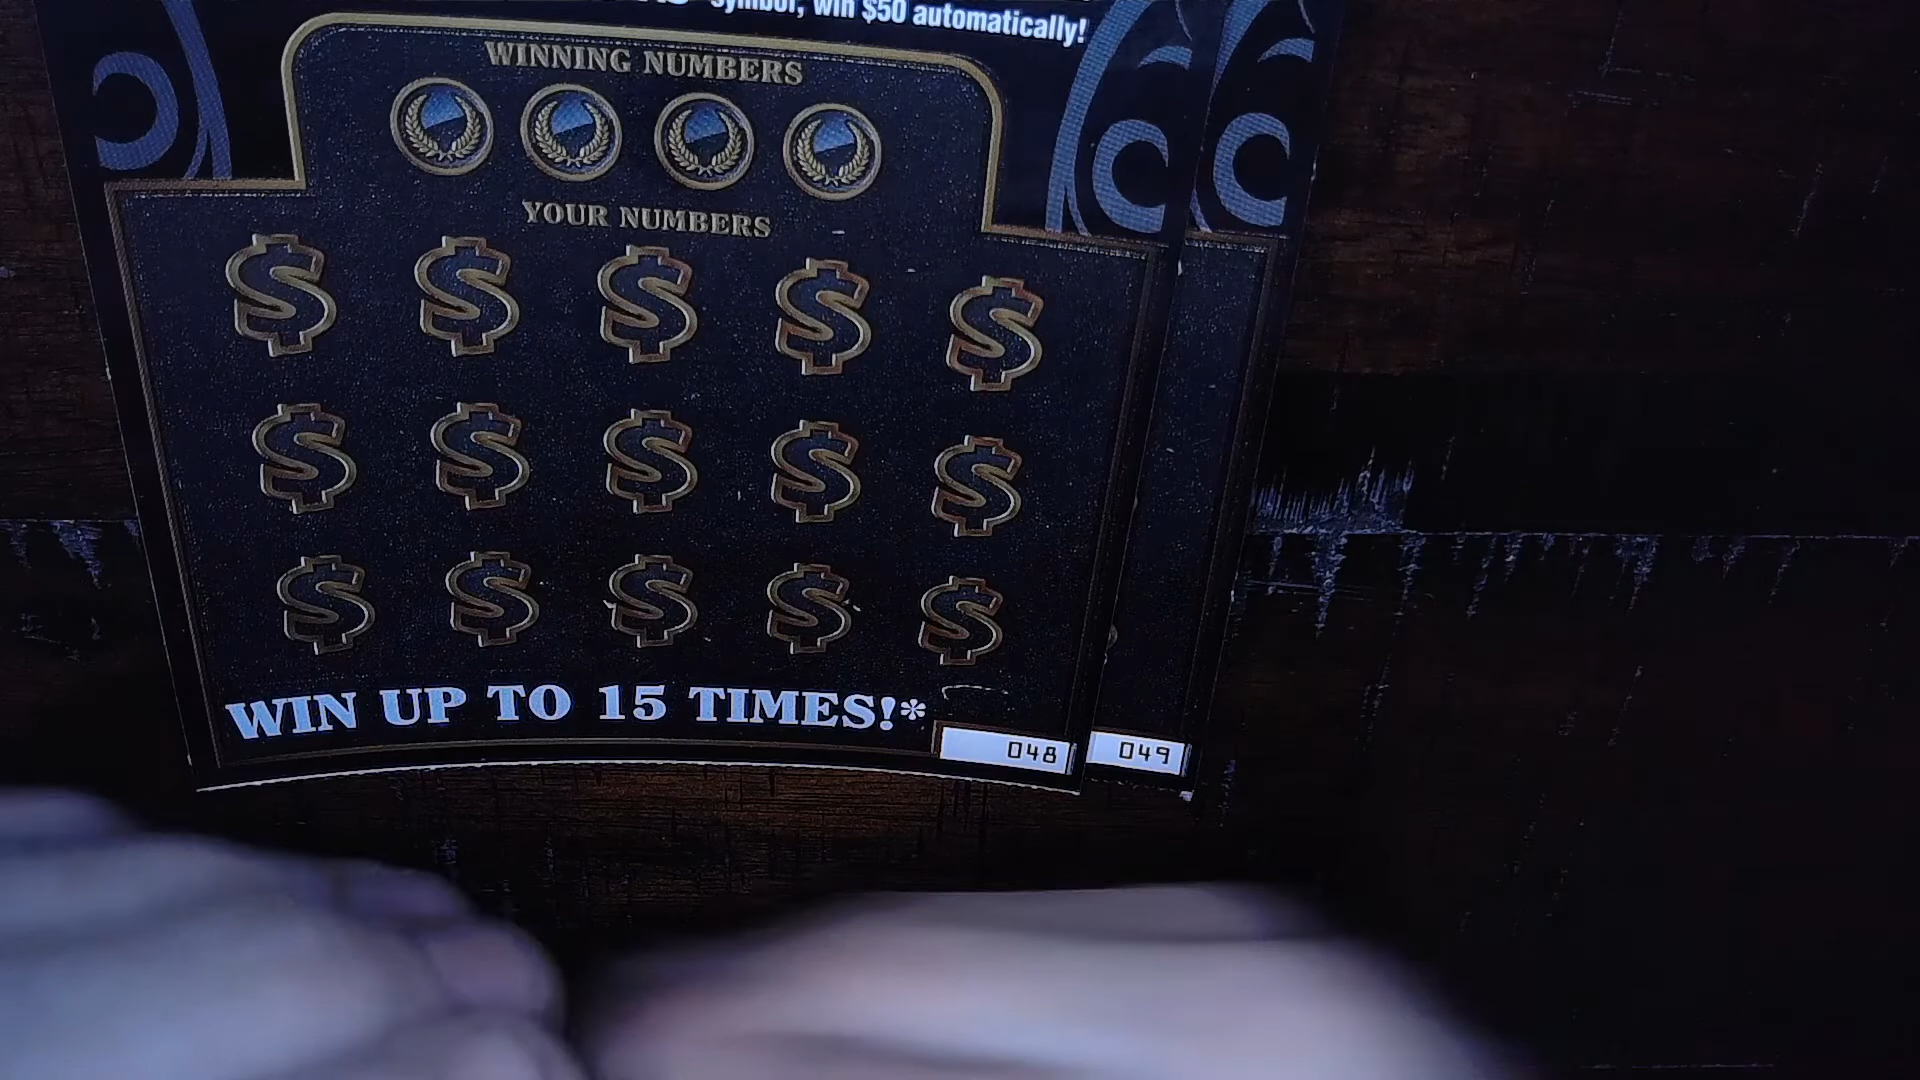 symbol, win $50 automatically!
WINNING NUMBERS
YOUR NUMBERS
WIN UP TO 15 TIMES!*
048
049